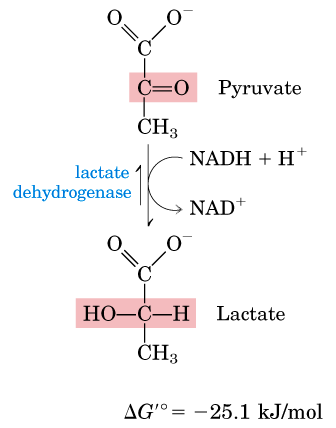 O O⁻
C
C=O Pyruvate
CH₃
NADH + H⁺
lactate
dehydrogenase
NAD⁺
O O⁻
C
HO—C—H Lactate
CH₃
ΔG′° = −25.1 kJ/mol